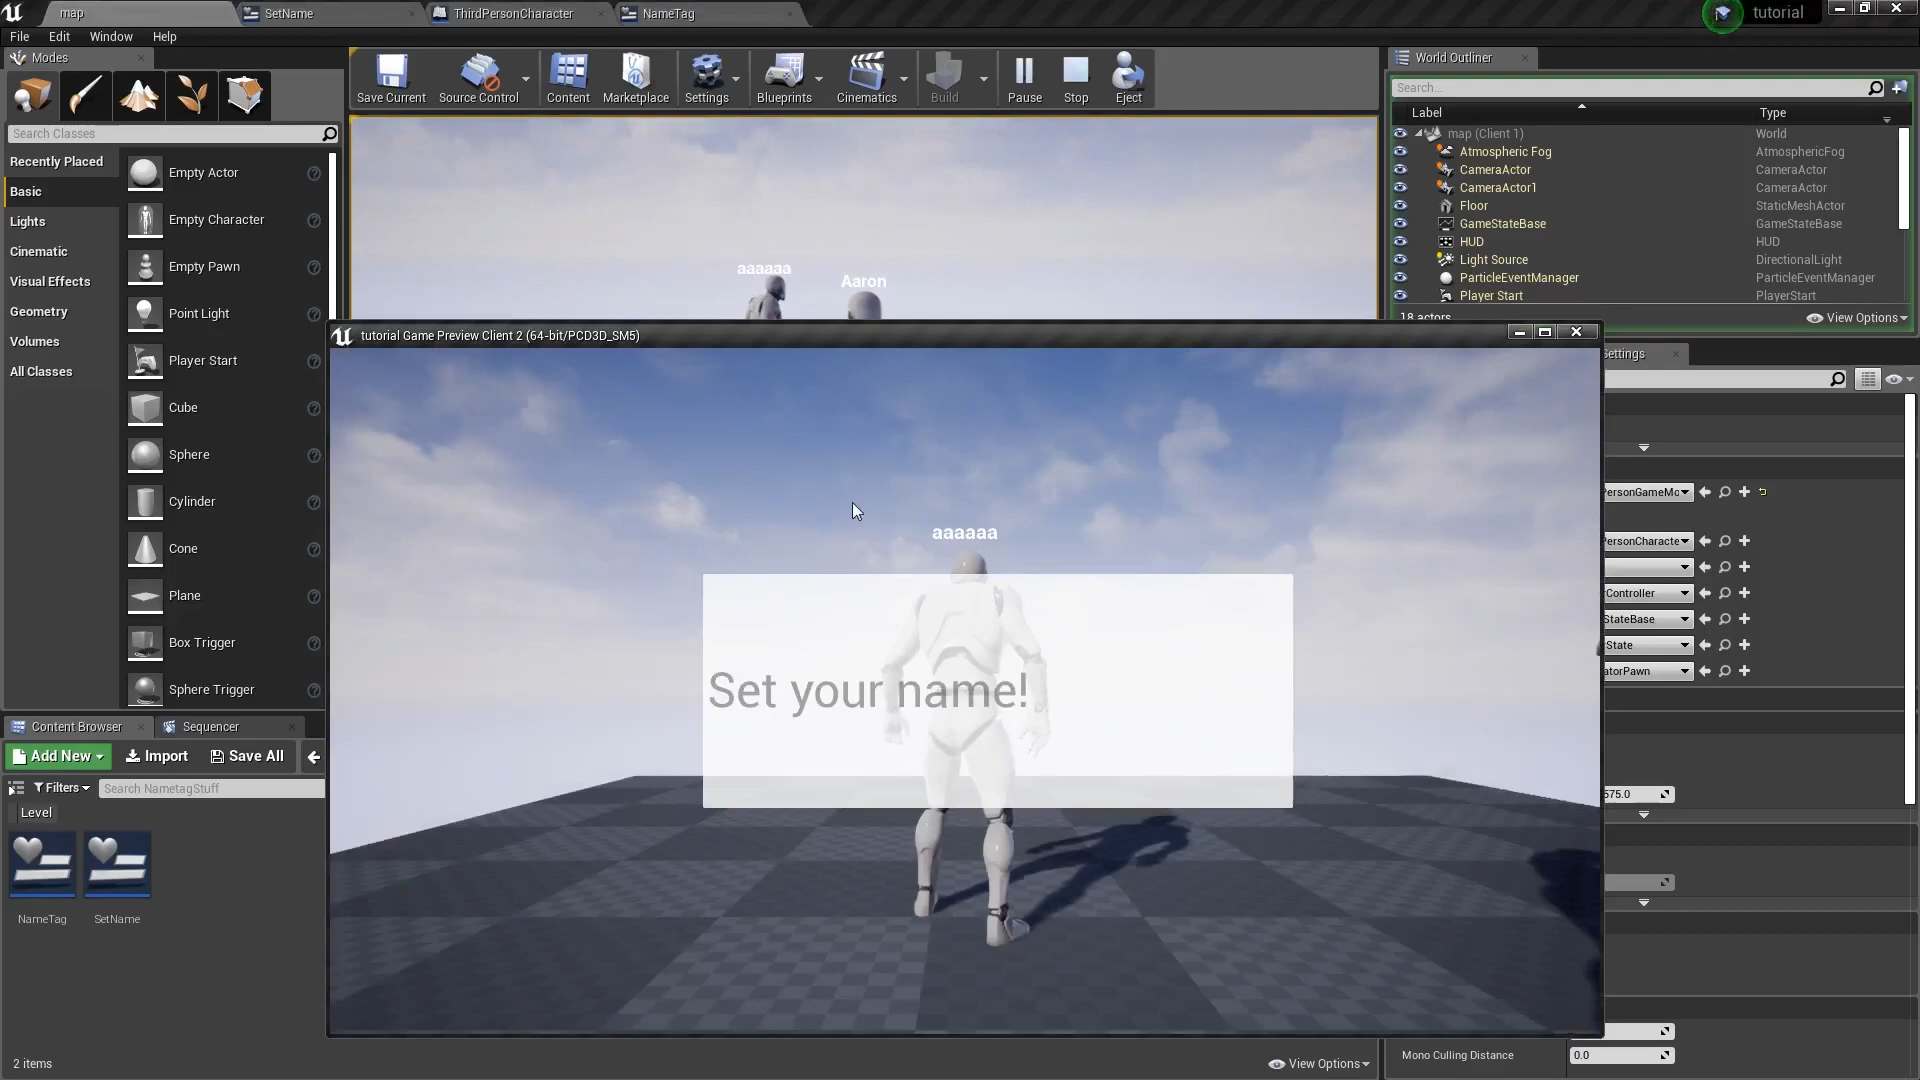 map
SetName
ThirdPersonCharacter
NameTag
tutorial
File
Edit
Window
Help
Modes
Save Current
Source Control
Content
Marketplace
Settings
Blueprints
Cinematics
Build
Pause
Stop
Eject
World Outliner
Search...
Label
Type
map (Client 1)
World
Atmospheric Fog
AtmosphericFog
CameraActor
CameraActor
CameraActor1
CameraActor
Floor
StaticMeshActor
GameStateBase
GameStateBase
HUD
HUD
Light Source
DirectionalLight
ParticleEventManager
ParticleEventManager
Player Start
PlayerStart
18 actors
View Options
Search Classes
Recently Placed
Basic
Lights
Cinematic
Visual Effects
Geometry
Volumes
All Classes
Empty Actor
Empty Character
Empty Pawn
Point Light
Player Start
Cube
Sphere
Cylinder
Cone
Plane
Box Trigger
Sphere Trigger
aaaaaa
Aaron
tutorial Game Preview Client 2 (64-bit/PCD3D_SM5)
aaaaaa
Set your name!
Settings
PersonGameMo
PersonCharacte
rController
StateBase
State
atorPawn
575.0
Mono Culling Distance
0.0
Content Browser
Sequencer
Add New
Import
Save All
Filters
Search NametagStuff
Level
NameTag
SetName
2 items
View Options